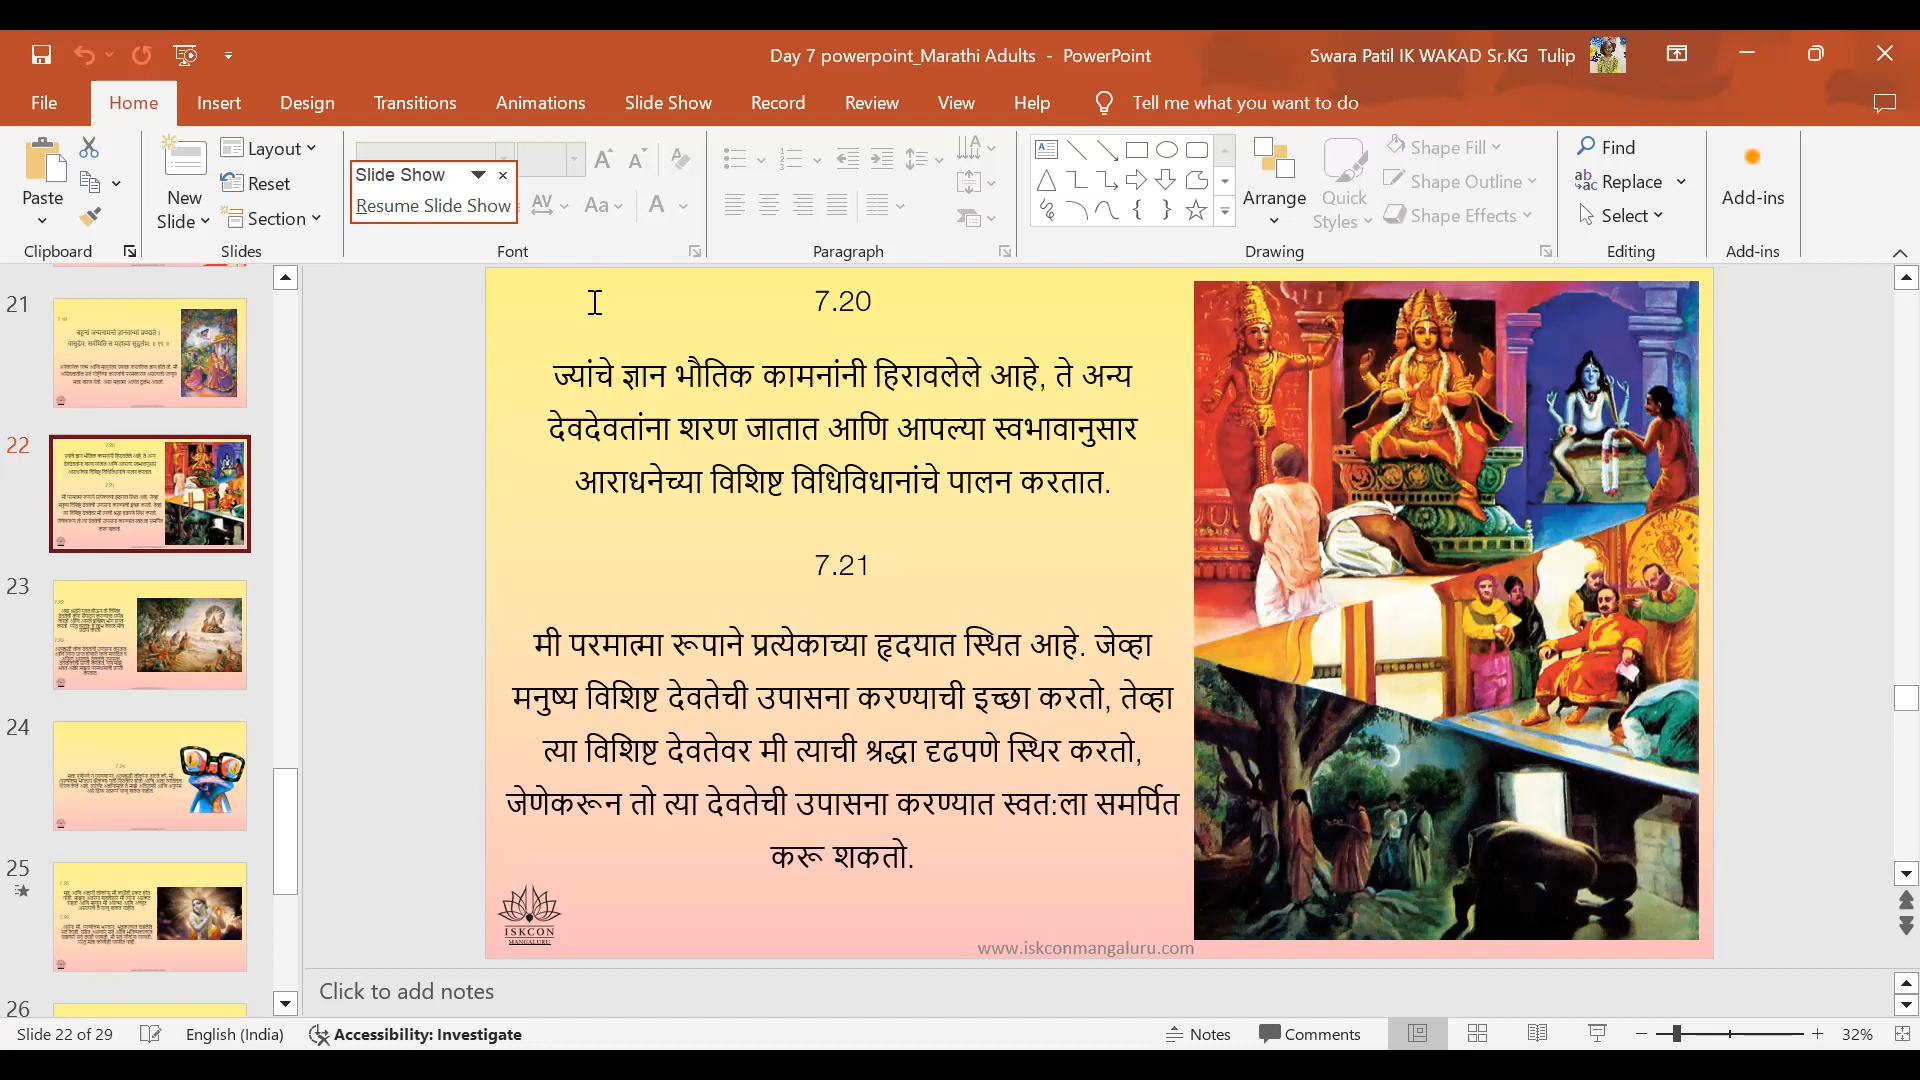 Day 7 powerpoint_Marathi Adults - PowerPoint
Swara Patil IK WAKAD Sr.KG Tulip
File Home Insert Design Transitions Animations Slide Show Record Review View Help Tell me what you want to do
Paste
Clipboard
New
Slide
Layout
Reset
Section
Slides
Slide Show
Resume Slide Show
Font
Paragraph
Arrange
Quick
Styles
Shape Fill
Shape Outline
Shape Effects
Drawing
Find
Replace
Select
Editing
Add-ins
Add-ins
21
22
23
24
25
26
7.20
ज्यांचे ज्ञान भौतिक कामनांनी हिरावलेले आहे, ते अन्य
देवदेवतांना शरण जातात आणि आपल्या स्वभावानुसार
आराधनेच्या विशिष्ट विधिविधानांचे पालन करतात.
7.21
मी परमात्मा रूपाने प्रत्येकाच्या हृदयात स्थित आहे. जेव्हा
मनुष्य विशिष्ट देवतेची उपासना करण्याची इच्छा करतो, तेव्हा
त्या विशिष्ट देवतेवर मी त्याची श्रद्धा दृढपणे स्थिर करतो,
जेणेकरून तो त्या देवतेची उपासना करण्यात स्वत:ला समर्पित
करू शकतो.
ISKCON
MANGALURU
www.iskconmangaluru.com
Click to add notes
Slide 22 of 29 English (India) Accessibility: Investigate Notes Comments 32%